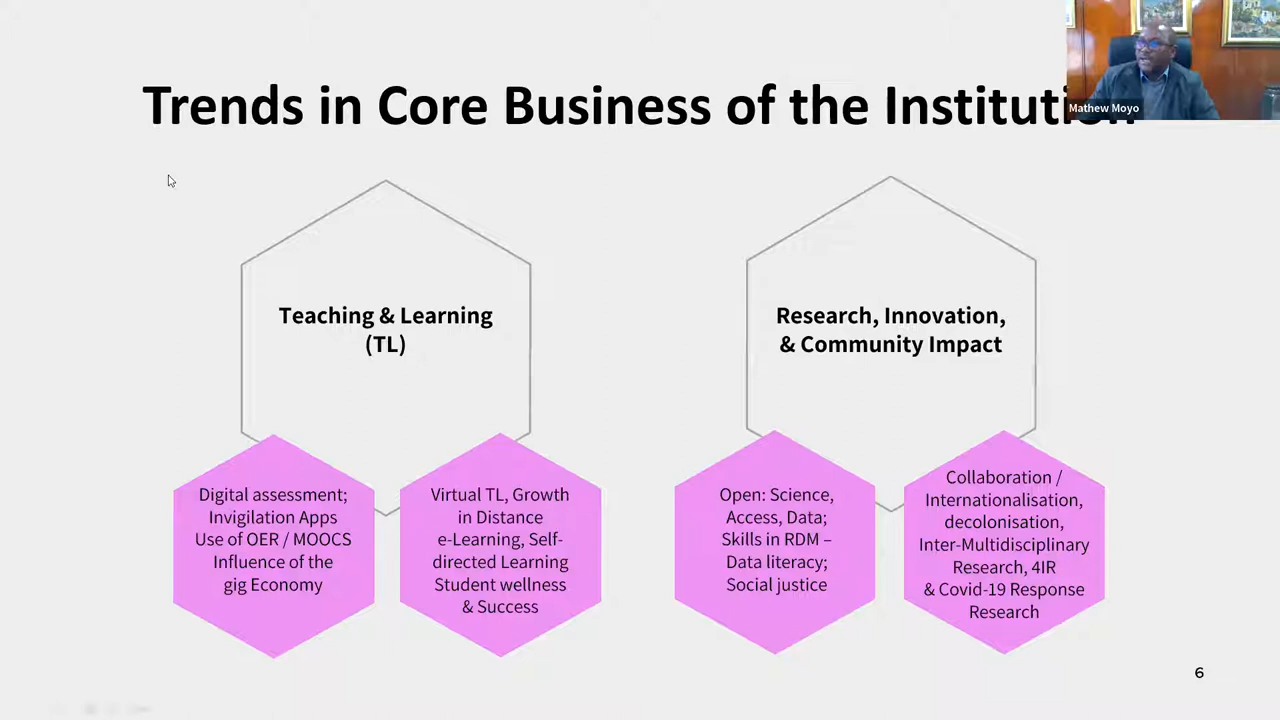 Trends in Core Business of the Institution
Mathew Moyo
Teaching & Learning
(TL)
Research, Innovation,
& Community Impact
Digital assessment;
Invigilation Apps
Use of OER / MOOCS
Influence of the
gig Economy
Virtual TL, Growth
in Distance
e-Learning, Self-
directed Learning
Student wellness
& Success
Open: Science,
Access, Data;
Skills in RDM –
Data literacy;
Social justice
Collaboration /
Internationalisation,
decolonisation,
Inter-Multidisciplinary
Research, 4IR
& Covid-19 Response
Research
6